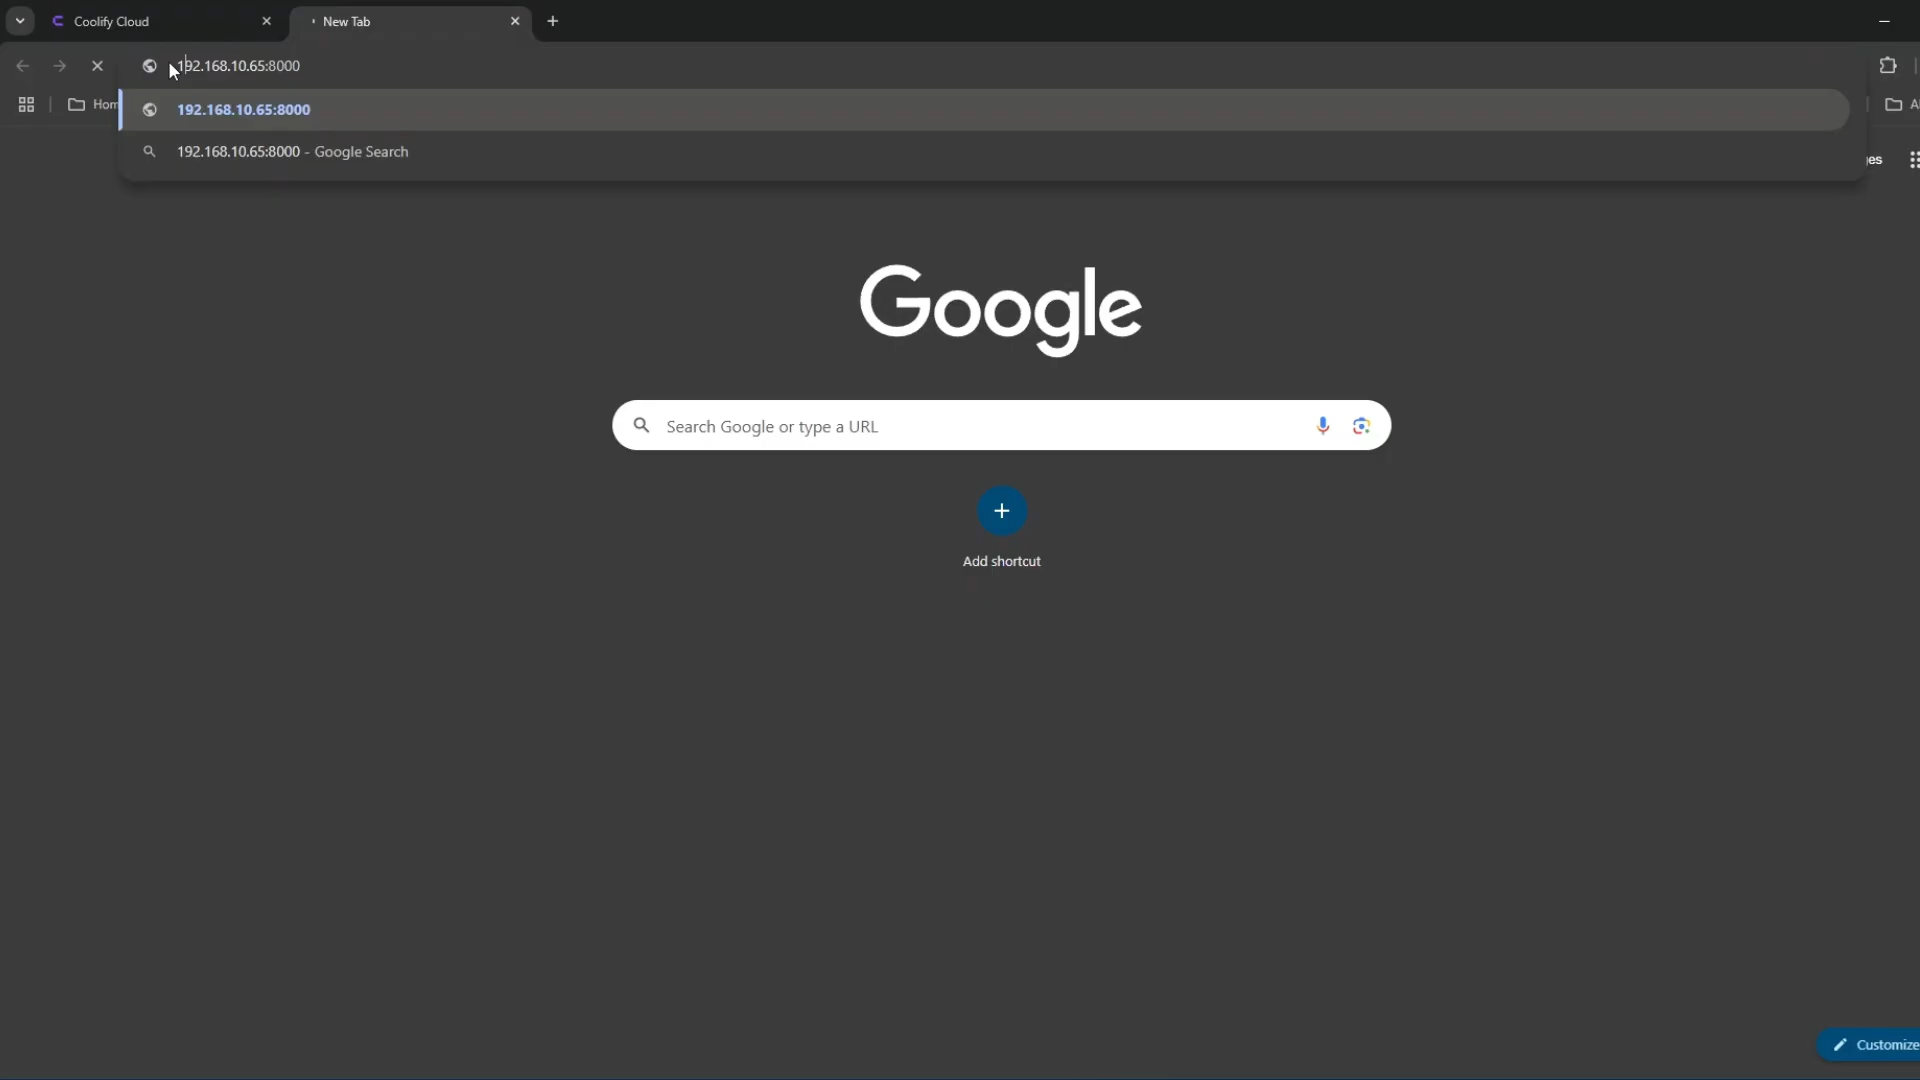 Coolify Cloud
New Tab
192.168.10.65:8000
192.168.10.65:8000
192.168.10.65:8000 - Google Search
Google
Search Google or type a URL
Add shortcut
Customize